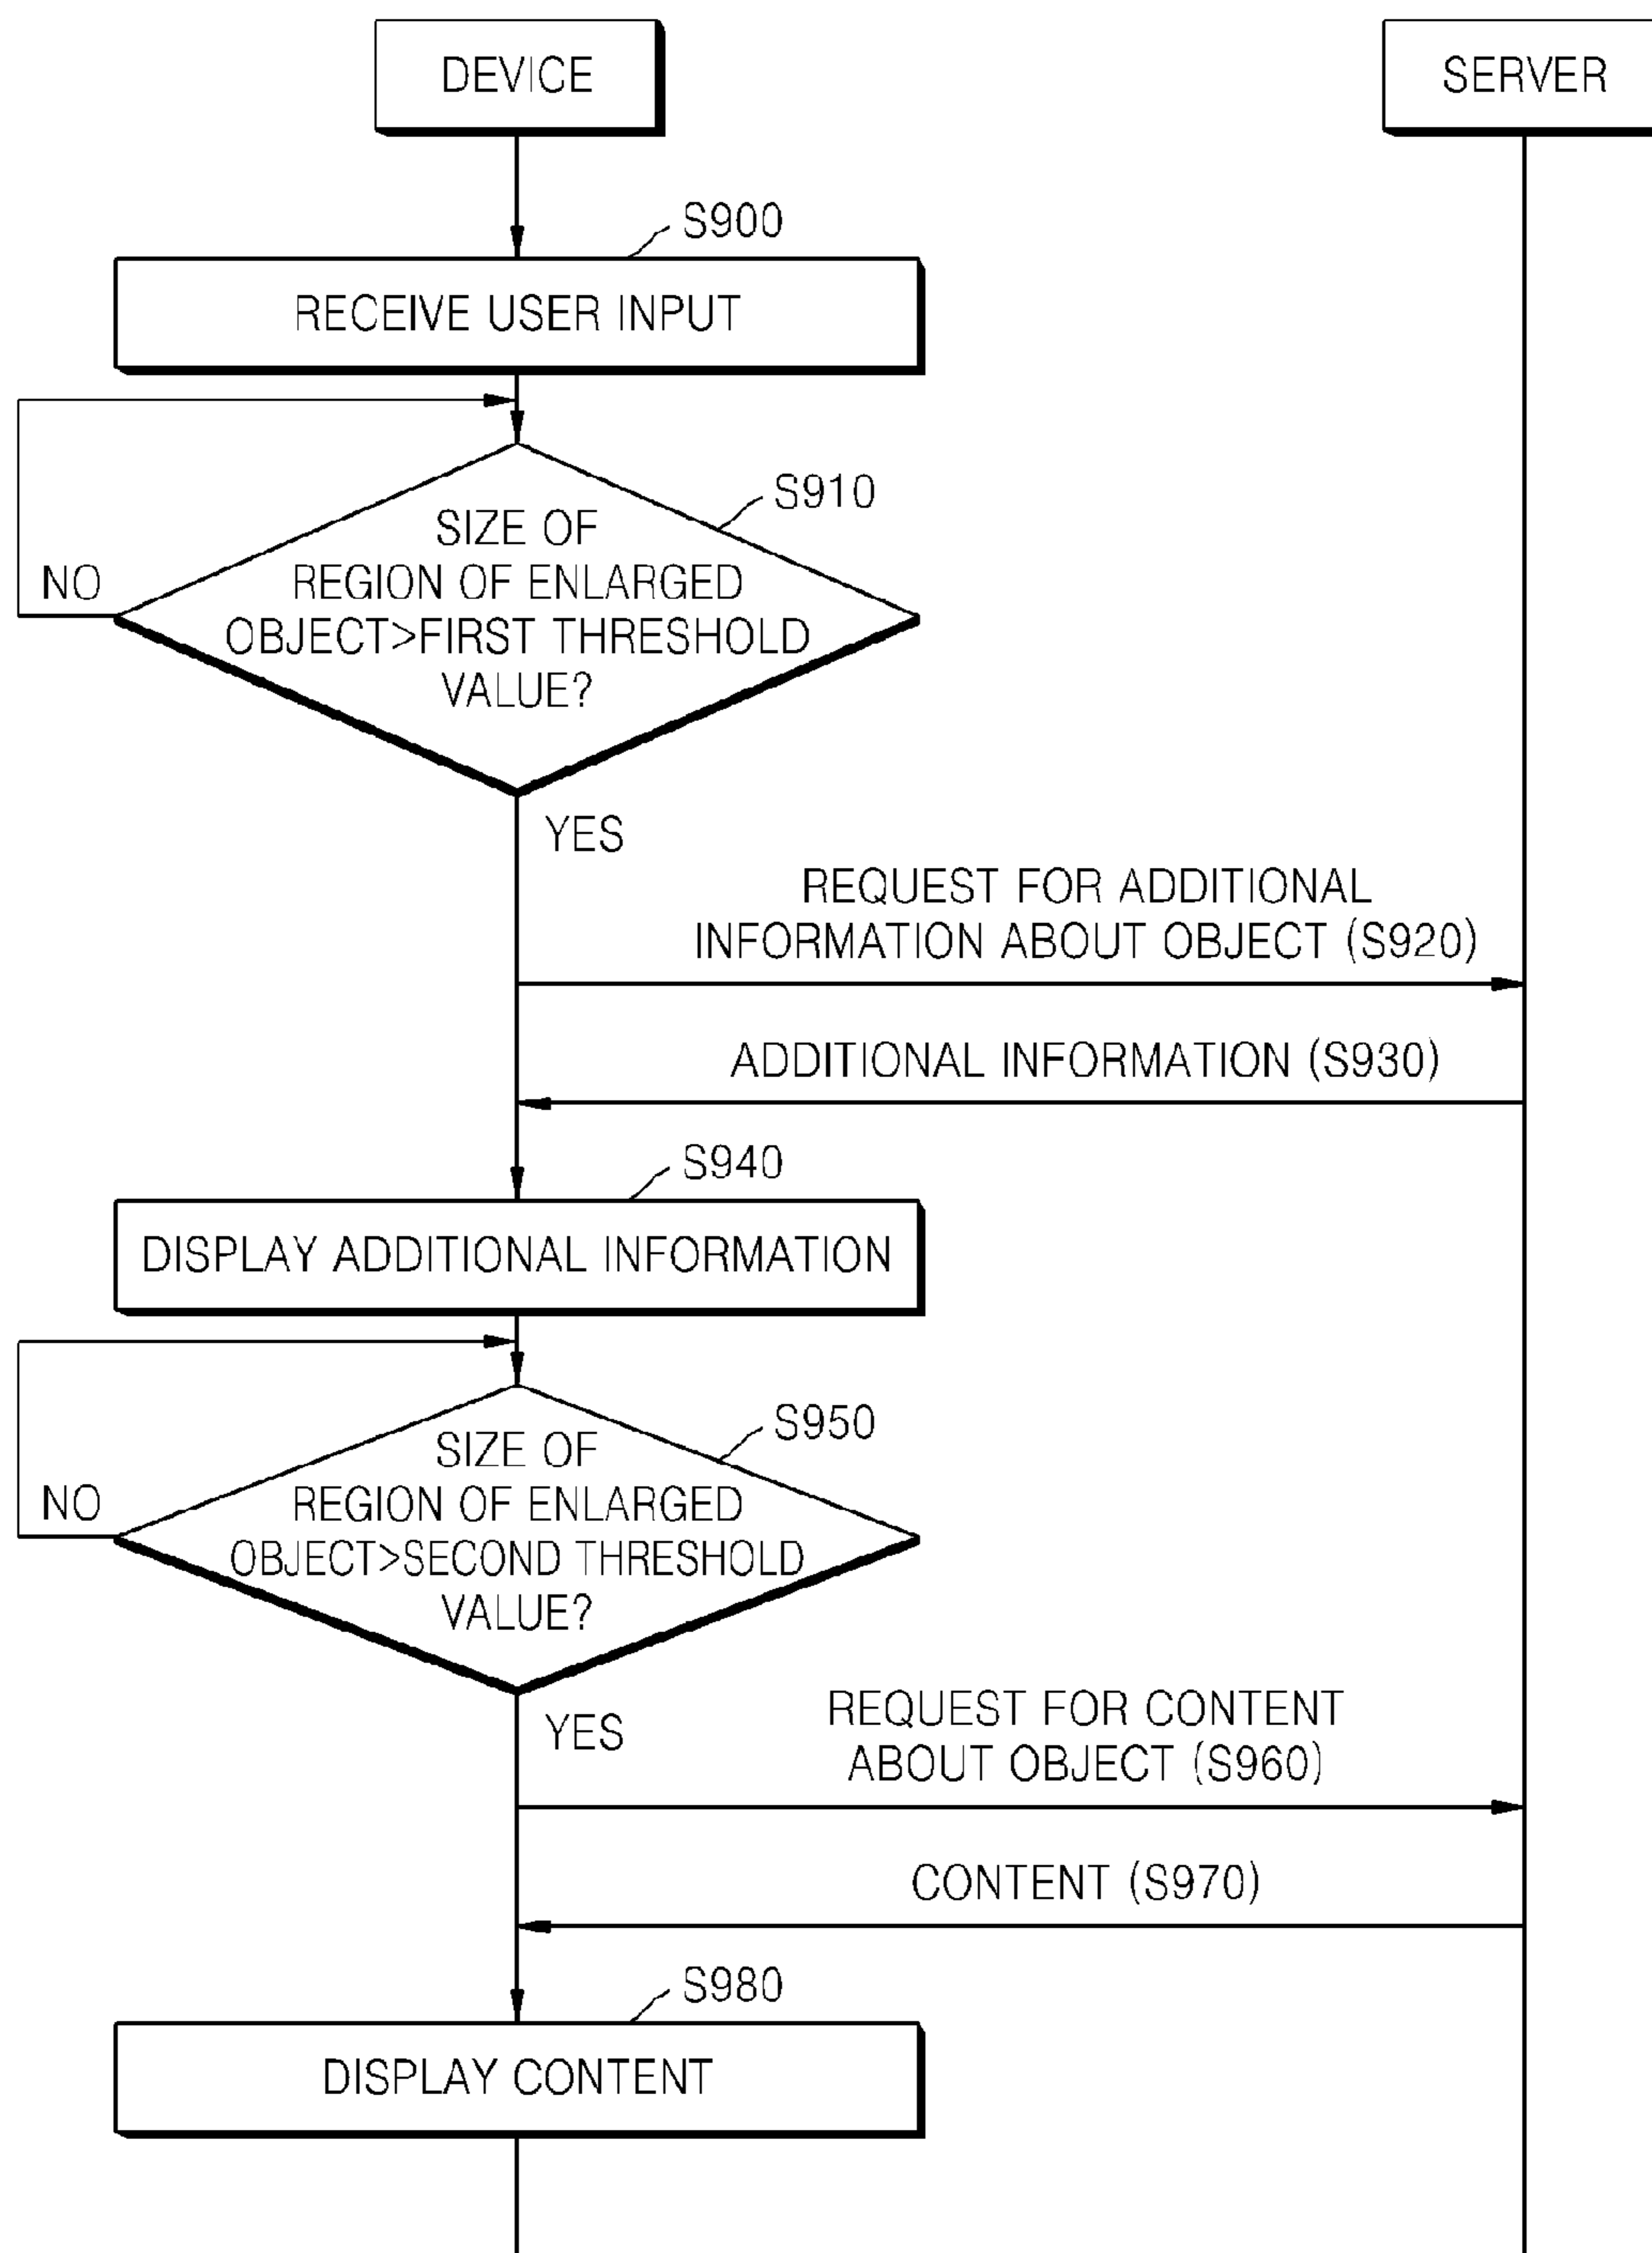 DEVICE
SERVER
S900
RECEIVE USER INPUT
S910
SIZE OF
REGION OF ENLARGED
OBJECT>FIRST THRESHOLD
VALUE?
NO
YES
REQUEST FOR ADDITIONAL
INFORMATION ABOUT OBJECT (S920)
ADDITIONAL INFORMATION (S930)
S940
DISPLAY ADDITIONAL INFORMATION
S950
SIZE OF
REGION OF ENLARGED
OBJECT>SECOND THRESHOLD
VALUE?
NO
YES
REQUEST FOR CONTENT
ABOUT OBJECT (S960)
CONTENT (S970)
S980
DISPLAY CONTENT